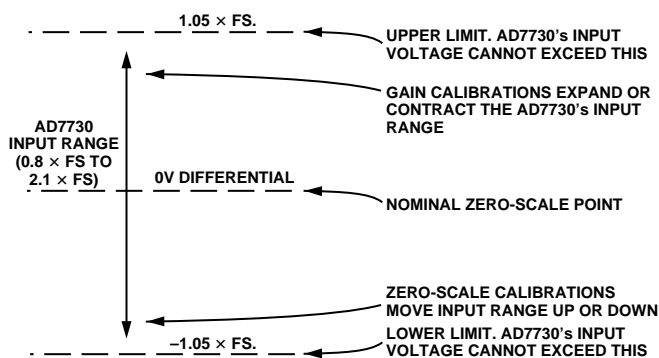 1.05 × FS.
UPPER LIMIT. AD7730's INPUT
VOLTAGE CANNOT EXCEED THIS
GAIN CALIBRATIONS EXPAND OR
CONTRACT THE AD7730's INPUT
RANGE
AD7730
INPUT RANGE
(0.8 × FS TO
2.1 × FS)
0V DIFFERENTIAL
NOMINAL ZERO-SCALE POINT
ZERO-SCALE CALIBRATIONS
MOVE INPUT RANGE UP OR DOWN
–1.05 × FS.
LOWER LIMIT. AD7730's INPUT
VOLTAGE CANNOT EXCEED THIS